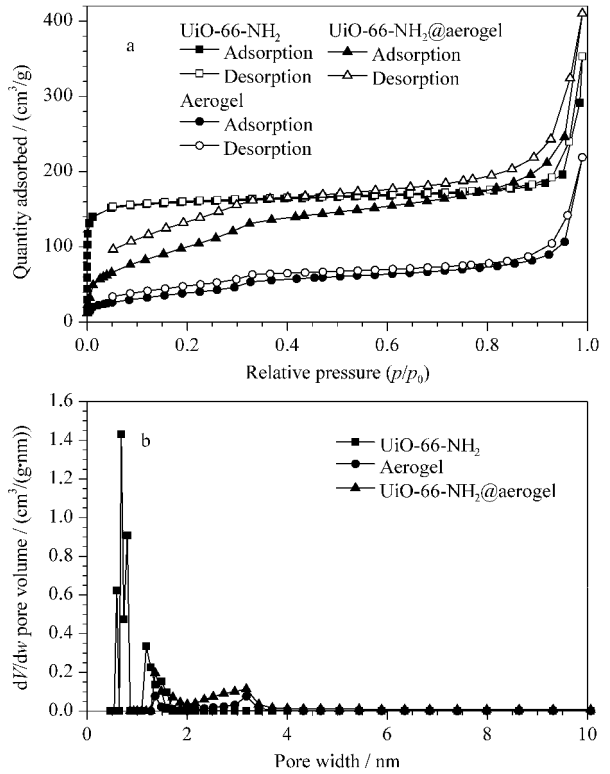 a
UiO-66-NH2 UiO-66-NH2@aerogel
Adsorption Adsorption
Desorption Desorption
Aerogel
Adsorption
Desorption
Quantity adsorbed / (cm3/g)
400
300
200
100
0
0.0 0.2 0.4 0.6 0.8 1.0
Relative pressure (p/p0)
b
UiO-66-NH2
Aerogel
UiO-66-NH2@aerogel
dV/dw pore volume / (cm3/(g·nm))
1.6
1.4
1.2
1.0
0.8
0.6
0.4
0.2
0.0
0 2 4 6 8 10
Pore width / nm